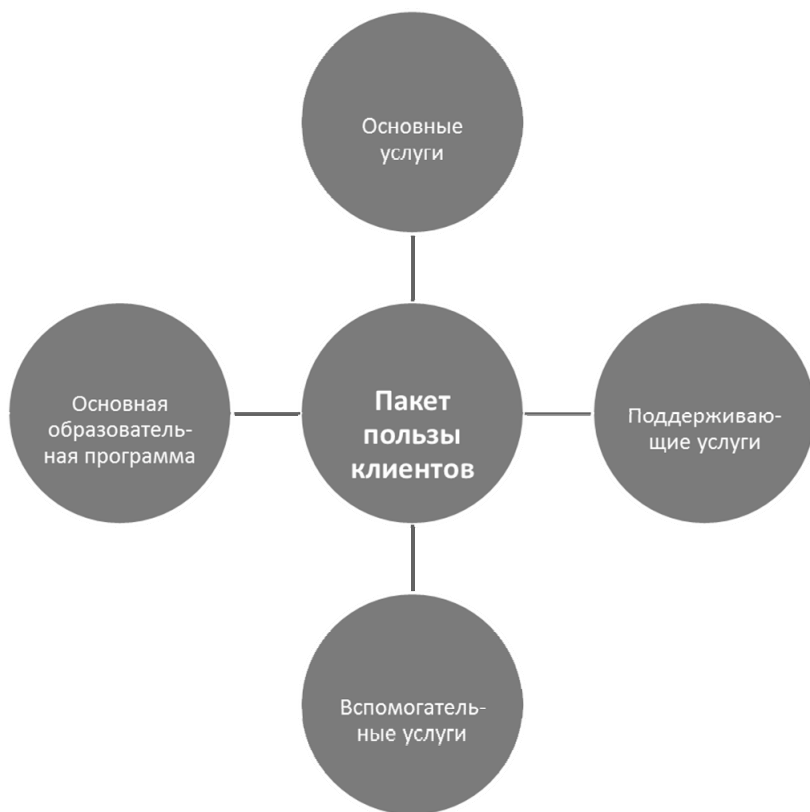 Основные
услуги
Основная
образователь-
ная программа
Пакет
пользы
клиентов
Поддерживаю-
щие услуги
Вспомогатель-
ные услуги